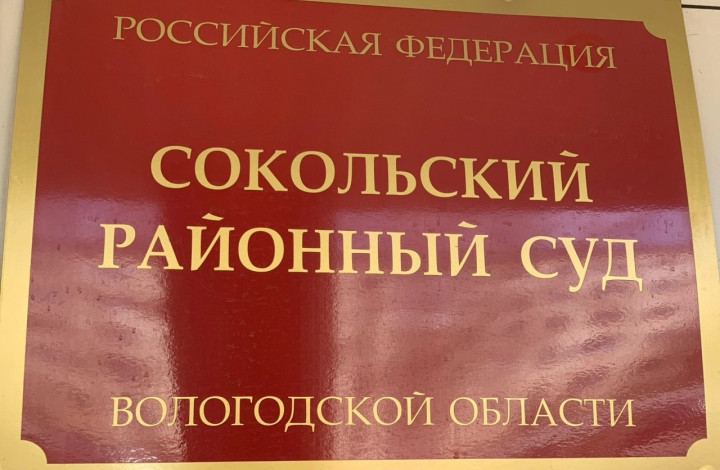 РОССИЙСКАЯ ФЕДЕРАЦИЯ
СОКОЛЬСКИЙ
РАЙОННЫЙ СУД
ВОЛОГОДСКОЙ ОБЛАСТИ